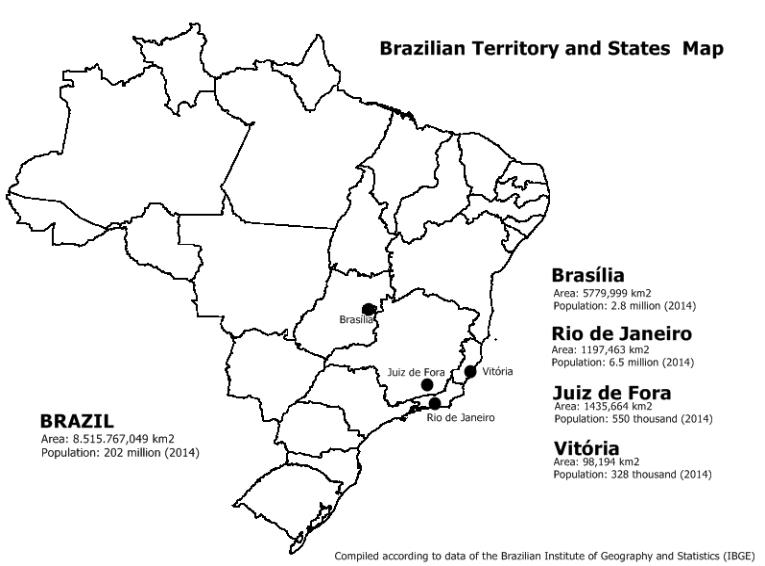 Brazilian Territory and States Map
Brasília
Area: 5779,999 km2
Population: 2.8 million (2014)
Brasília
Rio de Janeiro
Area: 1197,463 km2
Population: 6.5 million (2014)
Juiz de Fora
Vitória
Juiz de Fora
Area: 1435,664 km2
Population: 550 thousand (2014)
Rio de Janeiro
BRAZIL
Area: 8.515.767,049 km2
Population: 202 million (2014)
Vitória
Area: 98,194 km2
Population: 328 thousand (2014)
Compiled according to data of the Brazilian Institute of Geography and Statistics (IBGE)